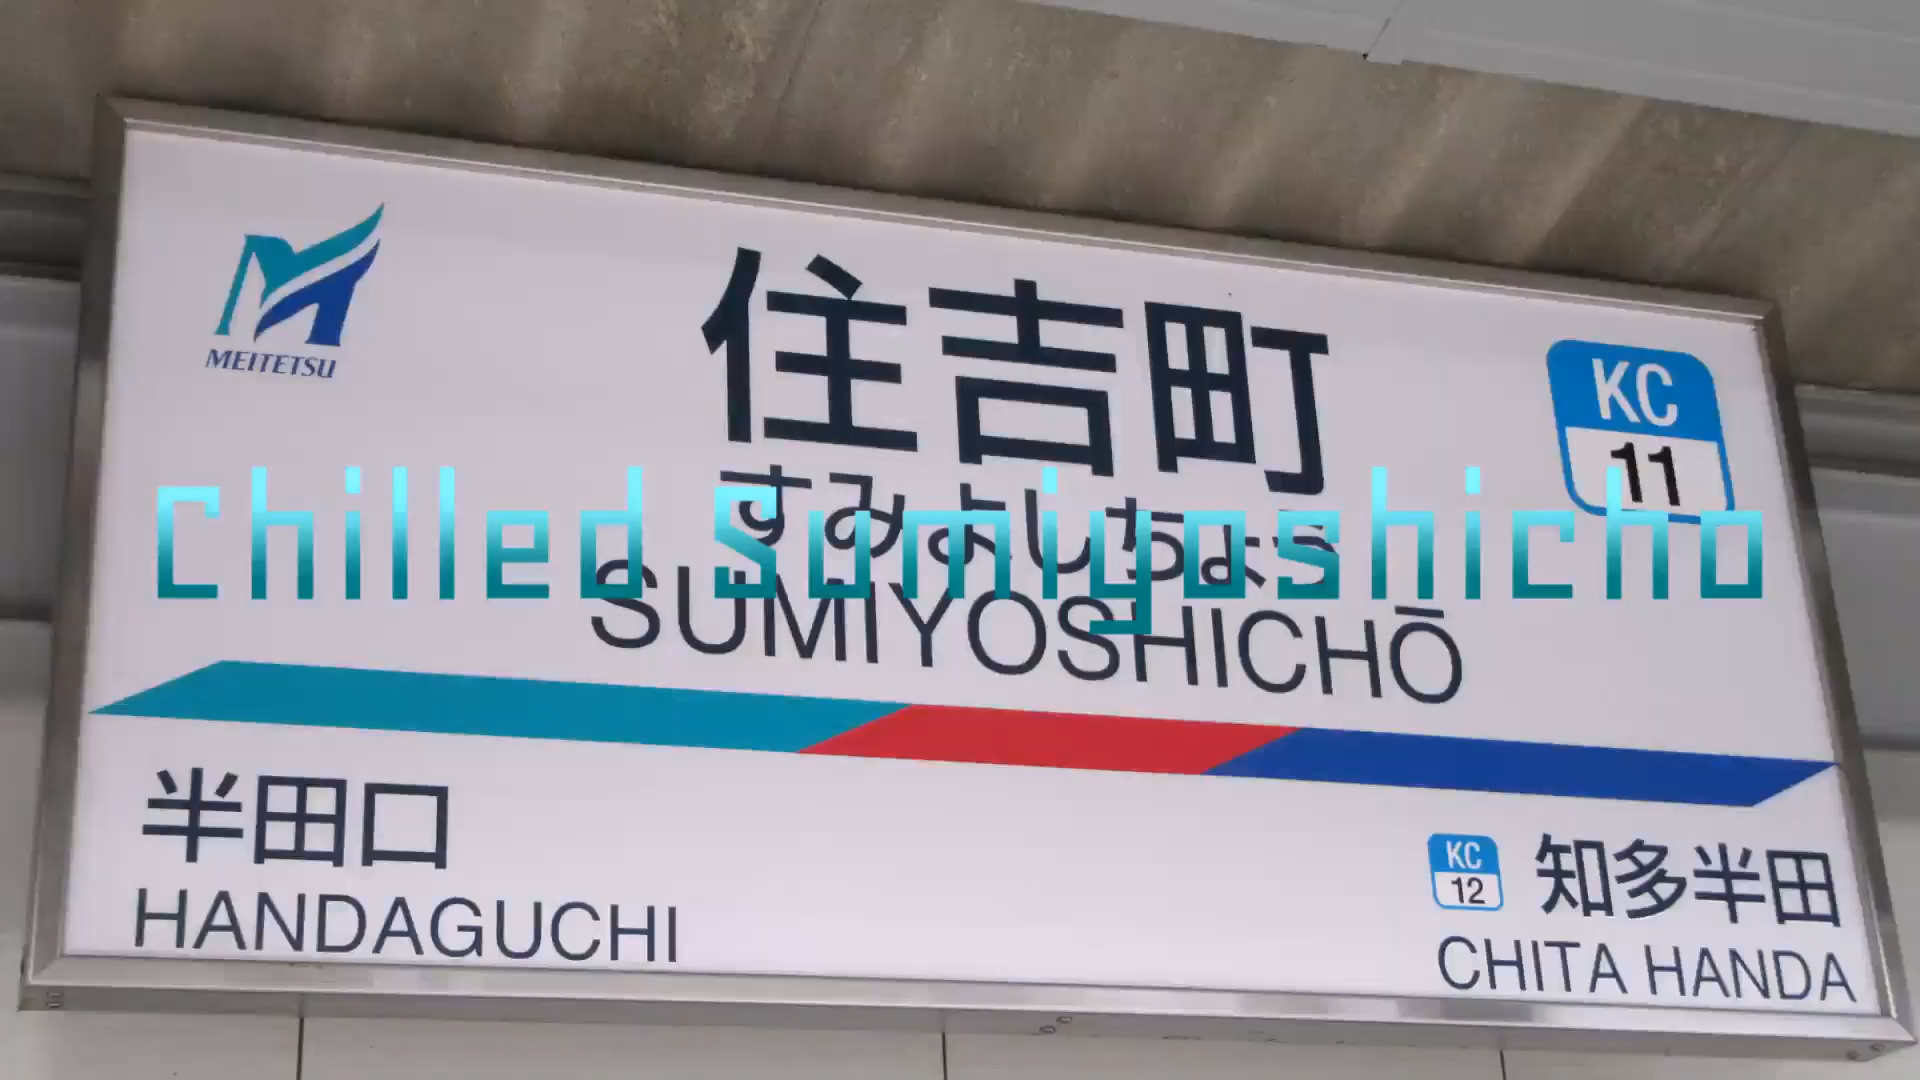 MEITETSU
住吉町
KC
11
すみよしちょう
Chilled Sumiyoshicho
SUMIYOSHICHŌ
半田口
HANDAGUCHI
KC
12
知多半田
CHITA HANDA